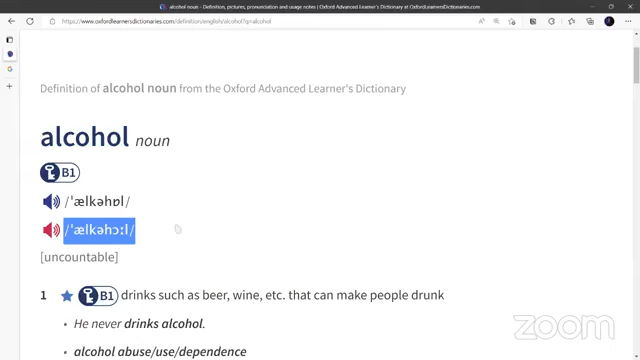 alcohol noun - Definition, pictures, pronunciation and usage notes | Oxford Advanced Learner's Dictionary at OxfordLearnersDictionaries.com
https://www.oxfordlearnersdictionaries.com/definition/english/alcohol?q=alcohol
Definition of alcohol noun from the Oxford Advanced Learner's Dictionary
alcohol noun
B1
/ˈælkəhɒl/
/ˈælkəhɔːl/
[uncountable]
1 B1 drinks such as beer, wine, etc. that can make people drunk
• He never drinks alcohol.
• alcohol abuse/use/dependence
zoom